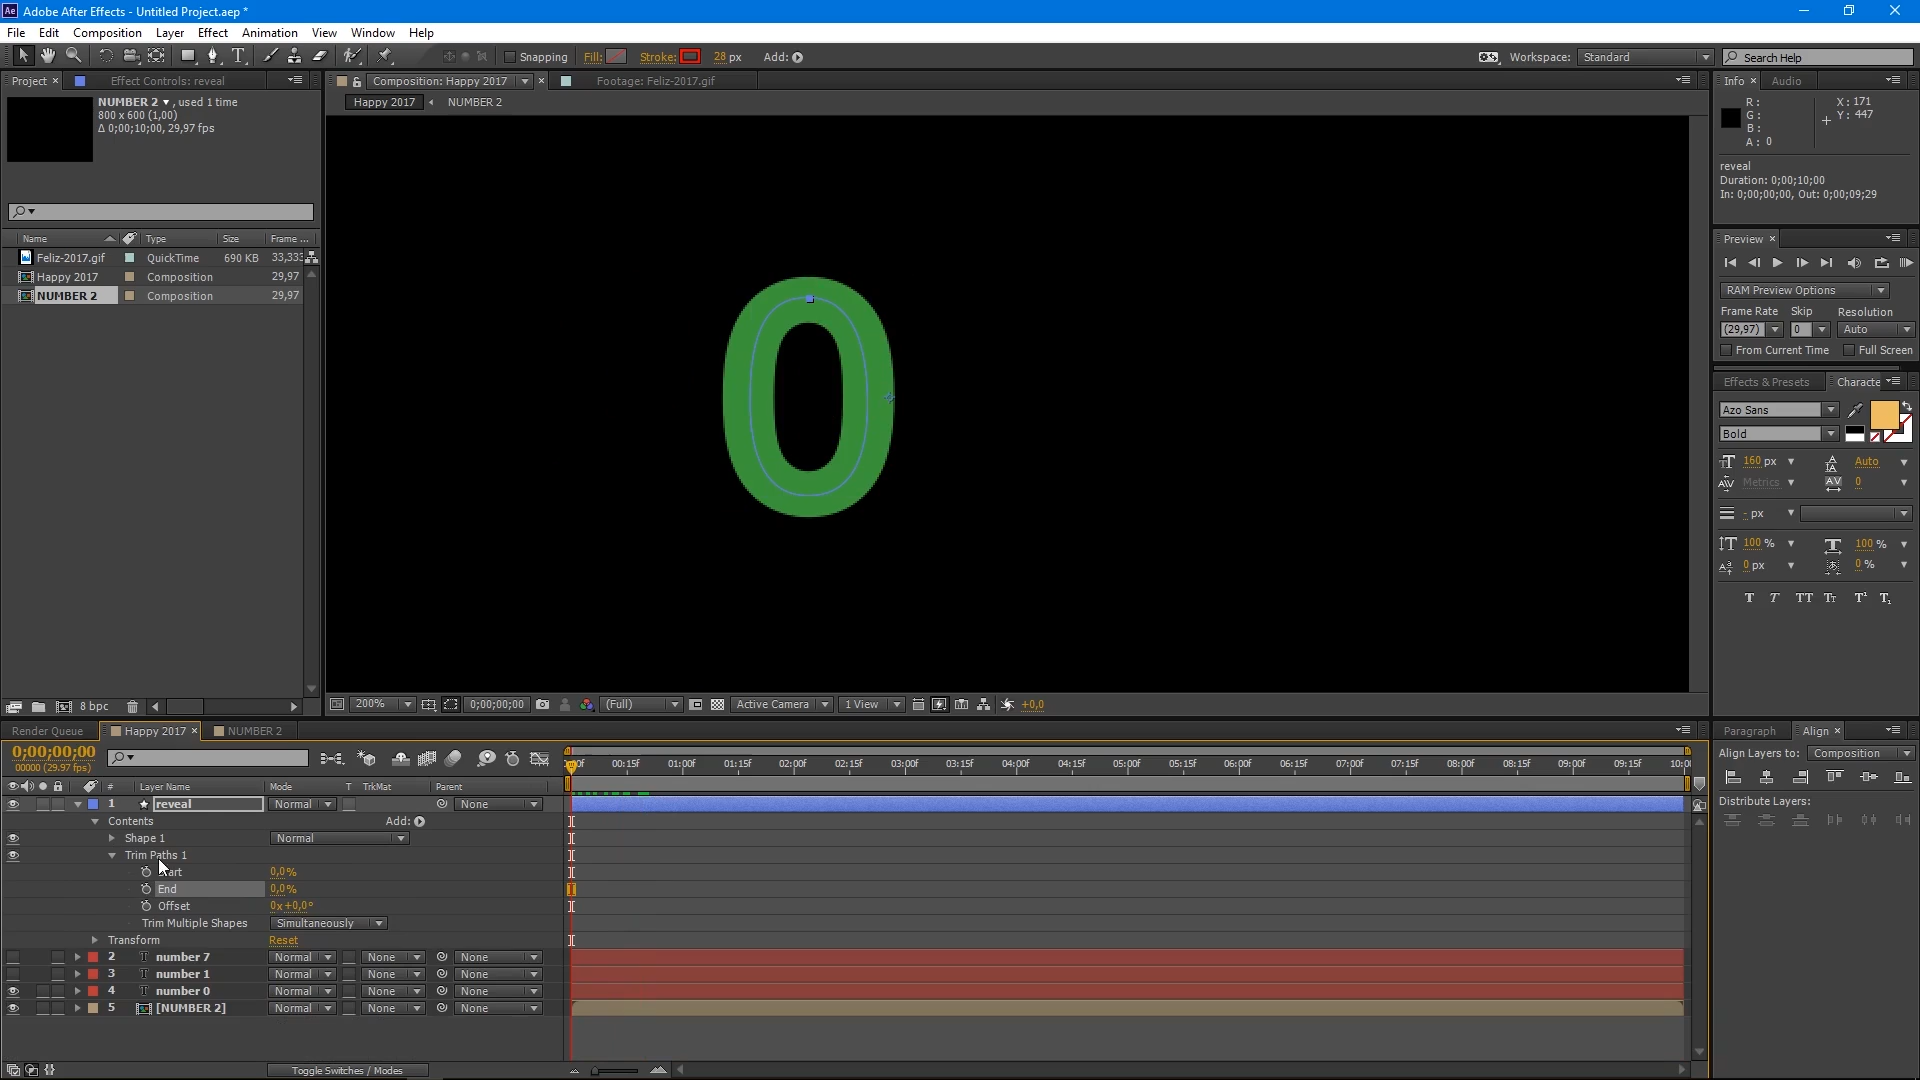 Ae Adobe After Effects - Untitled Project.aep *
File Edit Composition Layer Effect Animation View Window Help
Snapping Fill: Stroke: 28 px Add: Workspace: Standard Search Help
Project × Effect Controls: reveal
NUMBER 2 ▾ , used 1 time
800 x 600 (1,00)
Δ 0;00;10;00, 29,97 fps
Name Type Size Frame ...
Feliz-2017.gif QuickTime 690 KB 33,333
Happy 2017 Composition 29,97
NUMBER 2 Composition 29,97
8 bpc
Composition: Happy 2017 × Footage: Feliz-2017.gif
Happy 2017 NUMBER 2
0
200% 0;00;00;00 (Full) Active Camera 1 View +0,0
Info × Audio
R: X: 171
G: Y: 447
B:
A: 0
reveal
Duration: 0;00;10;00
In: 0;00;00;00, Out: 0;00;09;29
Preview ×
RAM Preview Options
Frame Rate Skip Resolution
(29,97) 0 Auto
From Current Time Full Screen
Effects & Presets Characte
Azo Sans
Bold
160 px Auto
Metrics 0
- px
100 % 100 %
0 px 0 %
T T TT Tr T¹ T₁
Render Queue Happy 2017 × NUMBER 2
0;00;00;00
00000 (29.97 fps)
00f 00:15f 01:00f 01:15f 02:00f 02:15f 03:00f 03:15f 04:00f 04:15f 05:00f 05:15f 06:00f 06:15f 07:00f 07:15f 08:00f 08:15f 09:00f 09:15f 10:00
# Layer Name Mode T TrkMat Parent
1 reveal Normal None
Contents Add:
Shape 1 Normal
Trim Paths 1
Start 0,0%
End 0,0%
Offset 0x+0,0°
Trim Multiple Shapes Simultaneously
Transform Reset
2 T number 7 Normal None None
3 T number 1 Normal None None
4 T number 0 Normal None None
5 [NUMBER 2] Normal None None
Toggle Switches / Modes
Paragraph Align ×
Align Layers to: Composition
Distribute Layers: